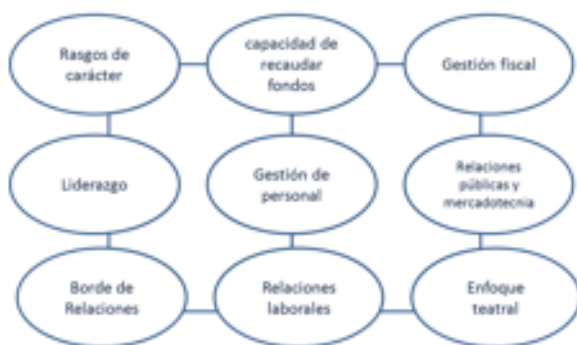 Rasgos de
carácter
capacidad de
recaudar
fondos
Gestión fiscal
Liderazgo
Gestión de
personal
Relaciones
públicas y
mercadotecnia
Borde de
Relaciones
Relaciones
laborales
Enfoque
teatral